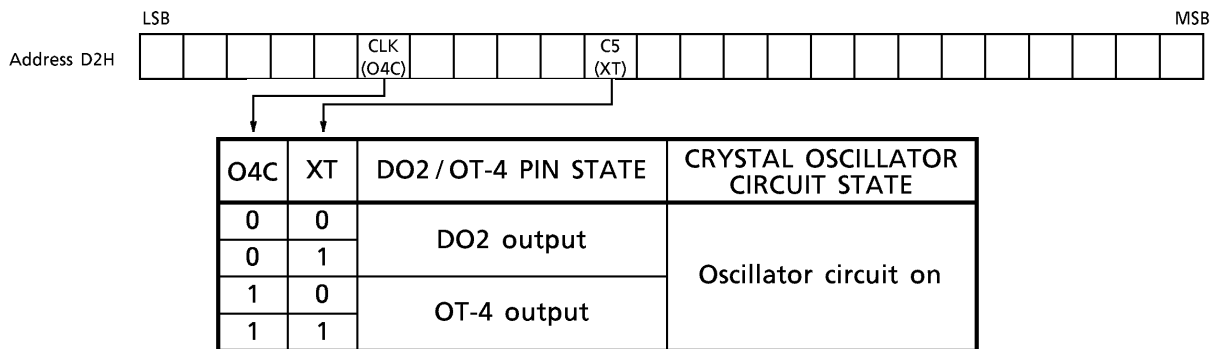 LSB MSB
Address D2H CLK (O4C) C5 (XT)
O4C XT DO2 / OT-4 PIN STATE CRYSTAL OSCILLATOR CIRCUIT STATE
0 0 DO2 output Oscillator circuit on
0 1
1 0 OT-4 output
1 1